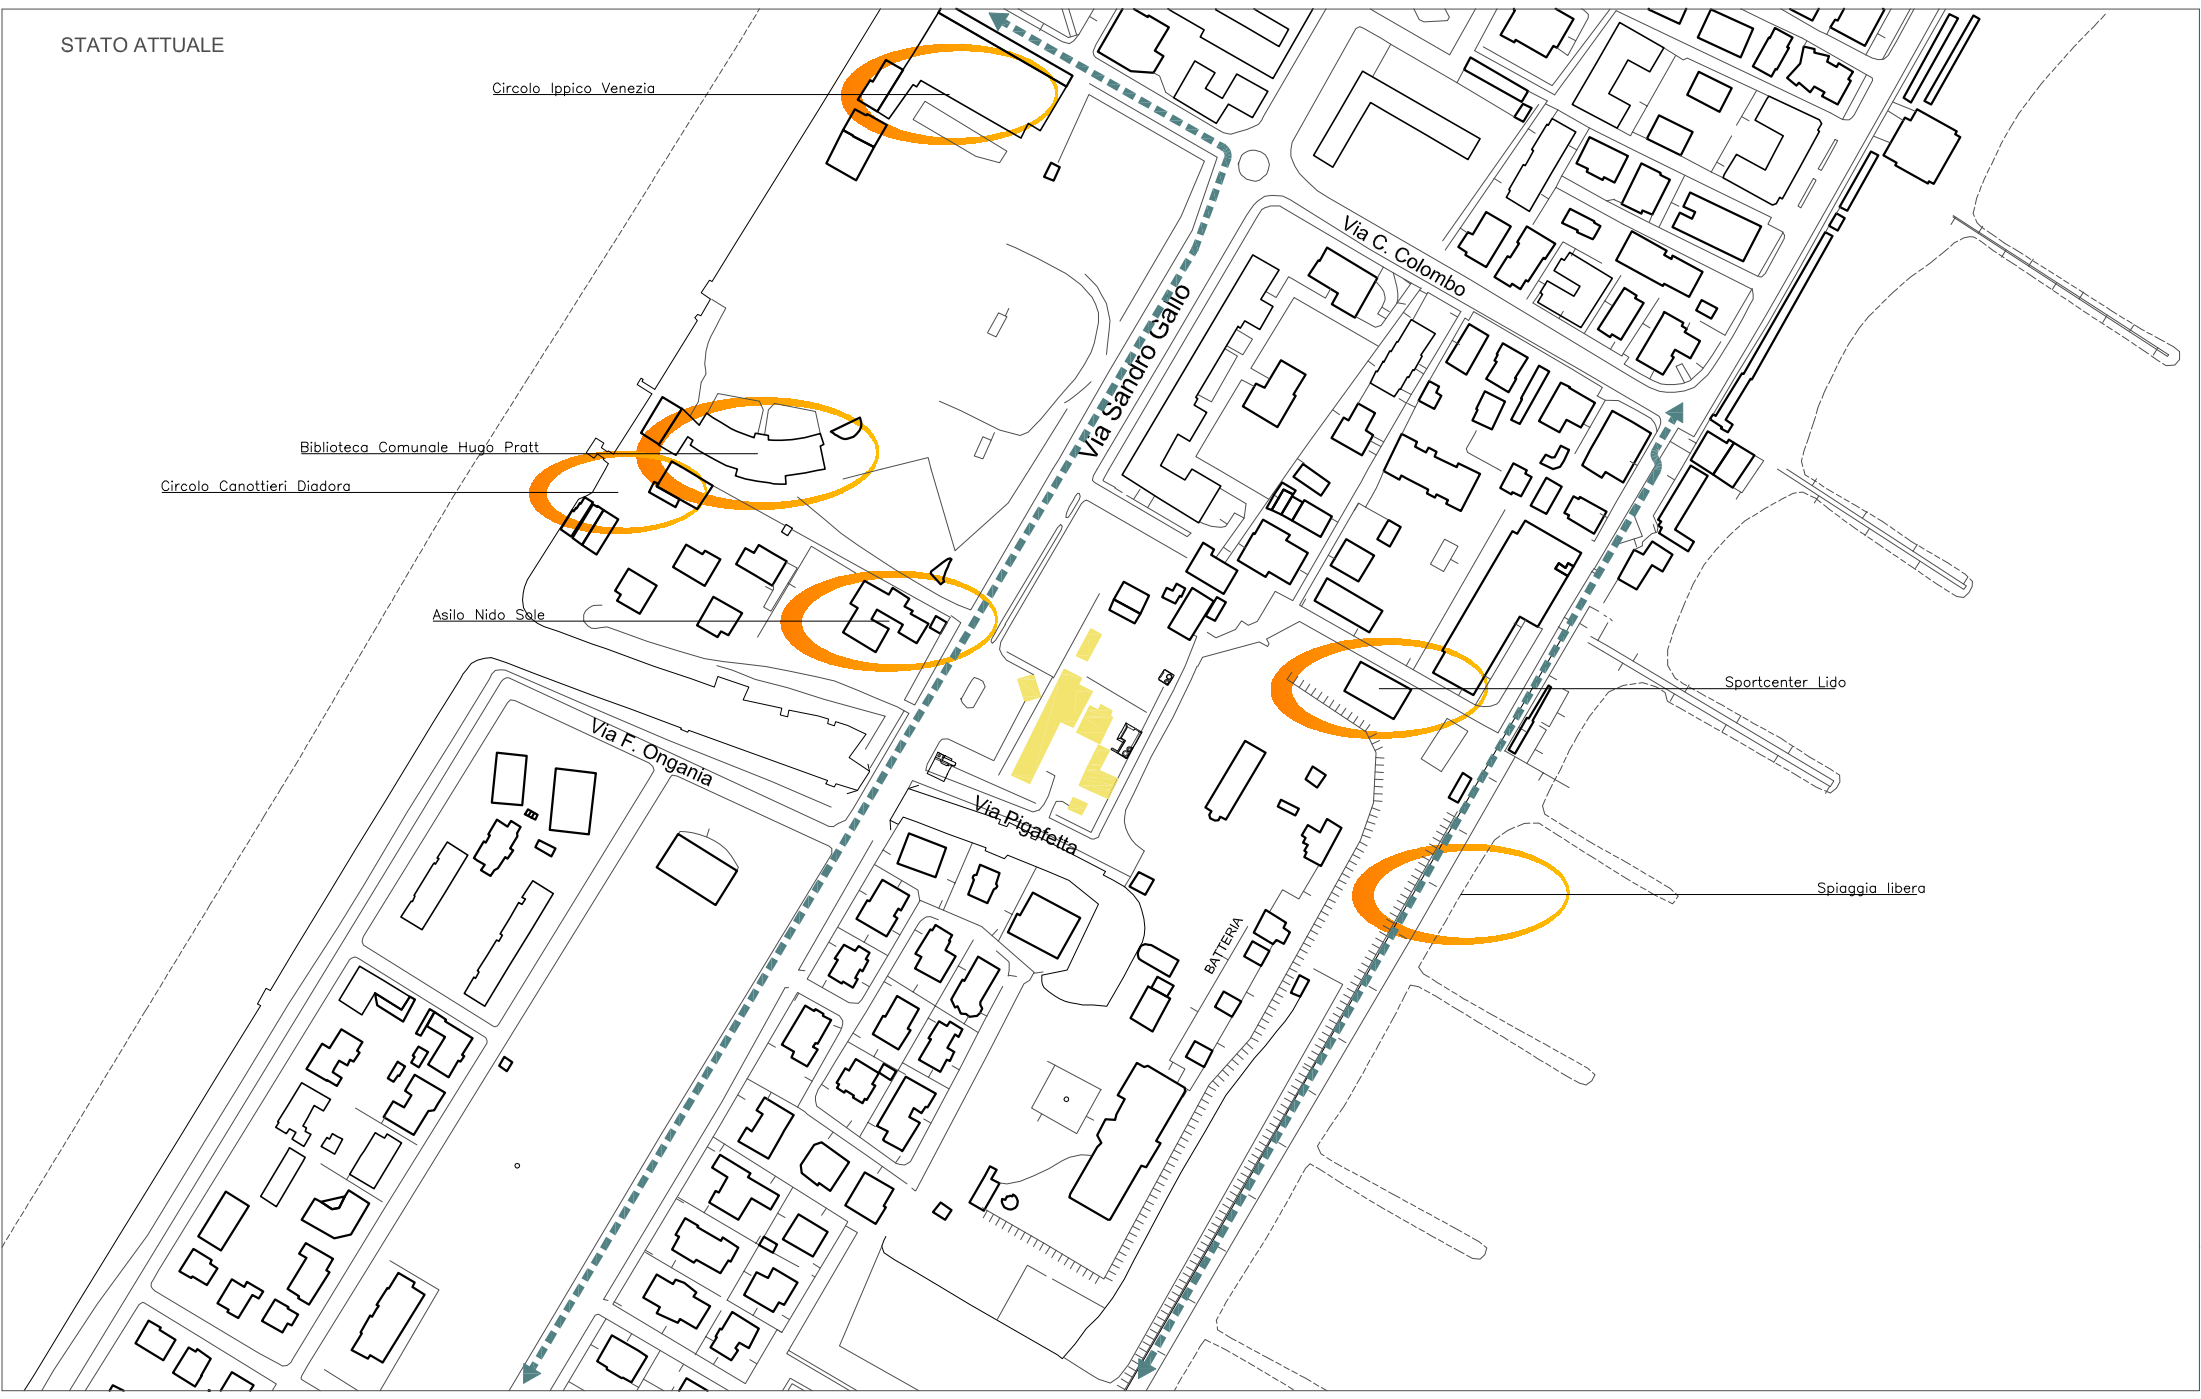 STATO ATTUALE
Circolo Ippico Venezia
Via C. Colombo
Via Sandro Gallo
Biblioteca Comunale Hugo Pratt
Circolo Canottieri Diadora
Asilo Nido Sole
Sportcenter Lido
Via F. Ongania
Via Pigafetta
Spiaggia libera
BATTERIA